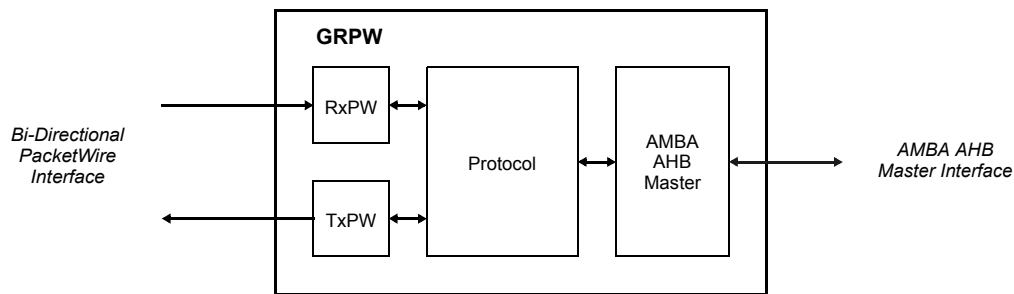 GRPW
RxPW
Bi-Directional
PacketWire
Interface
Protocol
AMBA
AHB
Master
AMBA AHB
Master Interface
TxPW